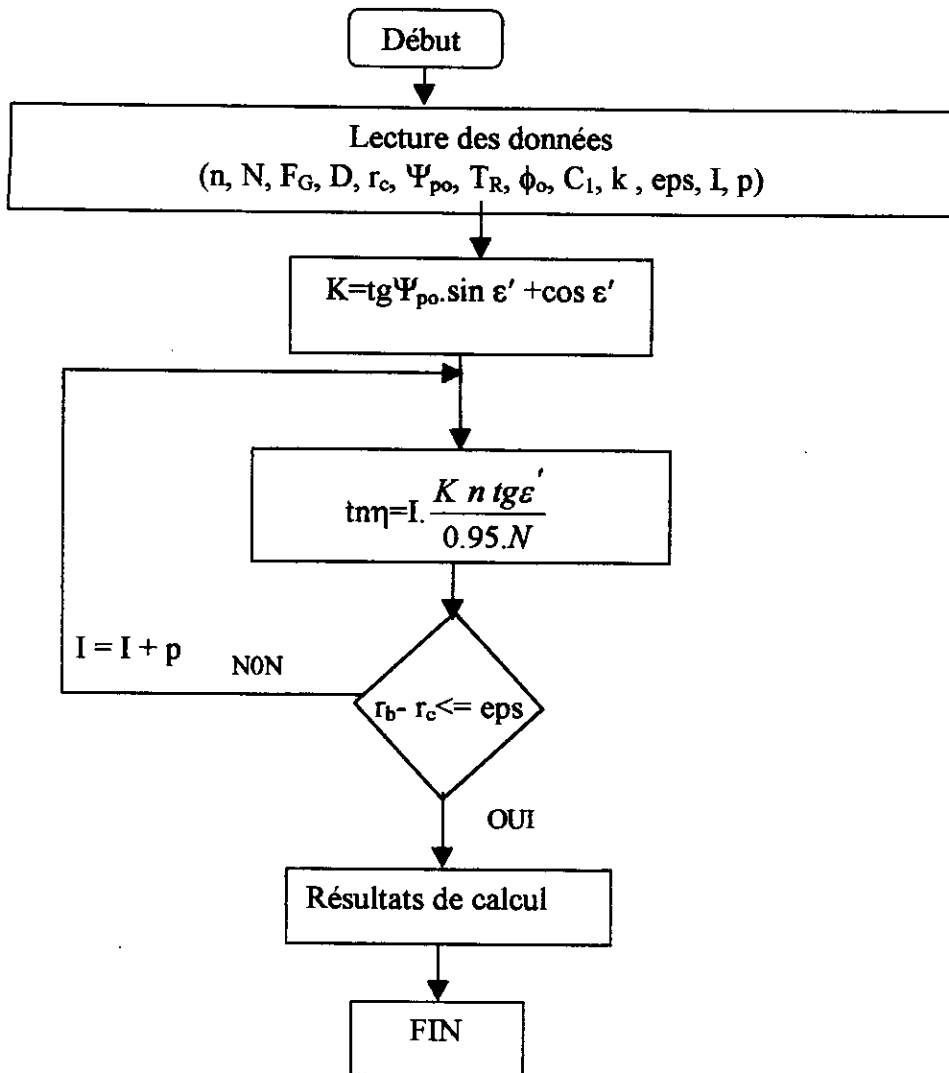 Début
Lecture des données
(n, N, F_G, D, r_c, Ψ_po, T_R, ϕ_o, C_1, k , eps, I, p)
K=tgΨ_po.sin ε′ +cos ε′
tnη=I. \frac{K n tgε'}{0.95.N}
I = I + p
N0N
r_b- r_c<= eps
OUI
Résultats de calcul
FIN